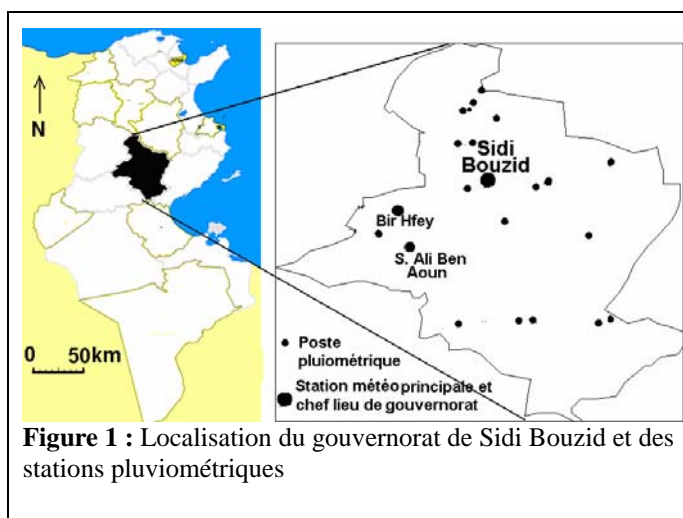 N
0 50km
Sidi
Bouzid
Bir Hfey
S. Ali Ben
Aoun
Poste
pluiométrique
Station météo principale et
chef lieu de gouvernorat
Figure 1 : Localisation du gouvernorat de Sidi Bouzid et des
stations pluviométriques